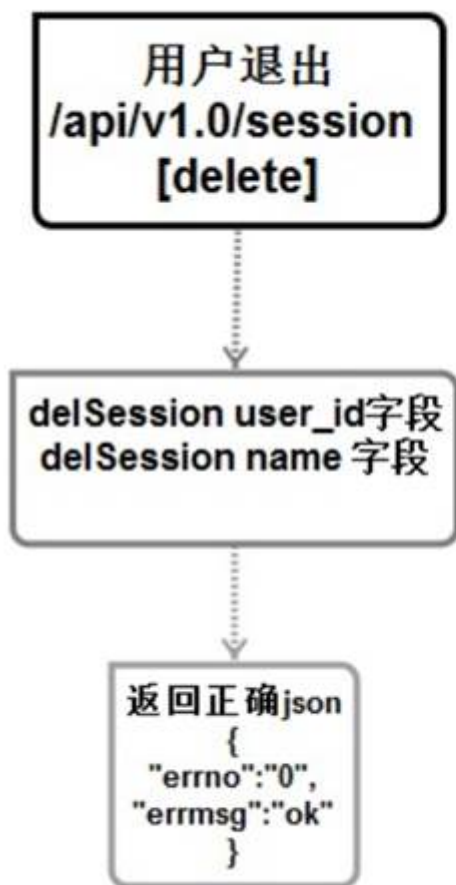 用户退出
/api/v1.0/session
[delete]
delSession user_id字段
delSession name 字段
返回正确json
{
"errno":"0",
"errmsg":"ok"
}